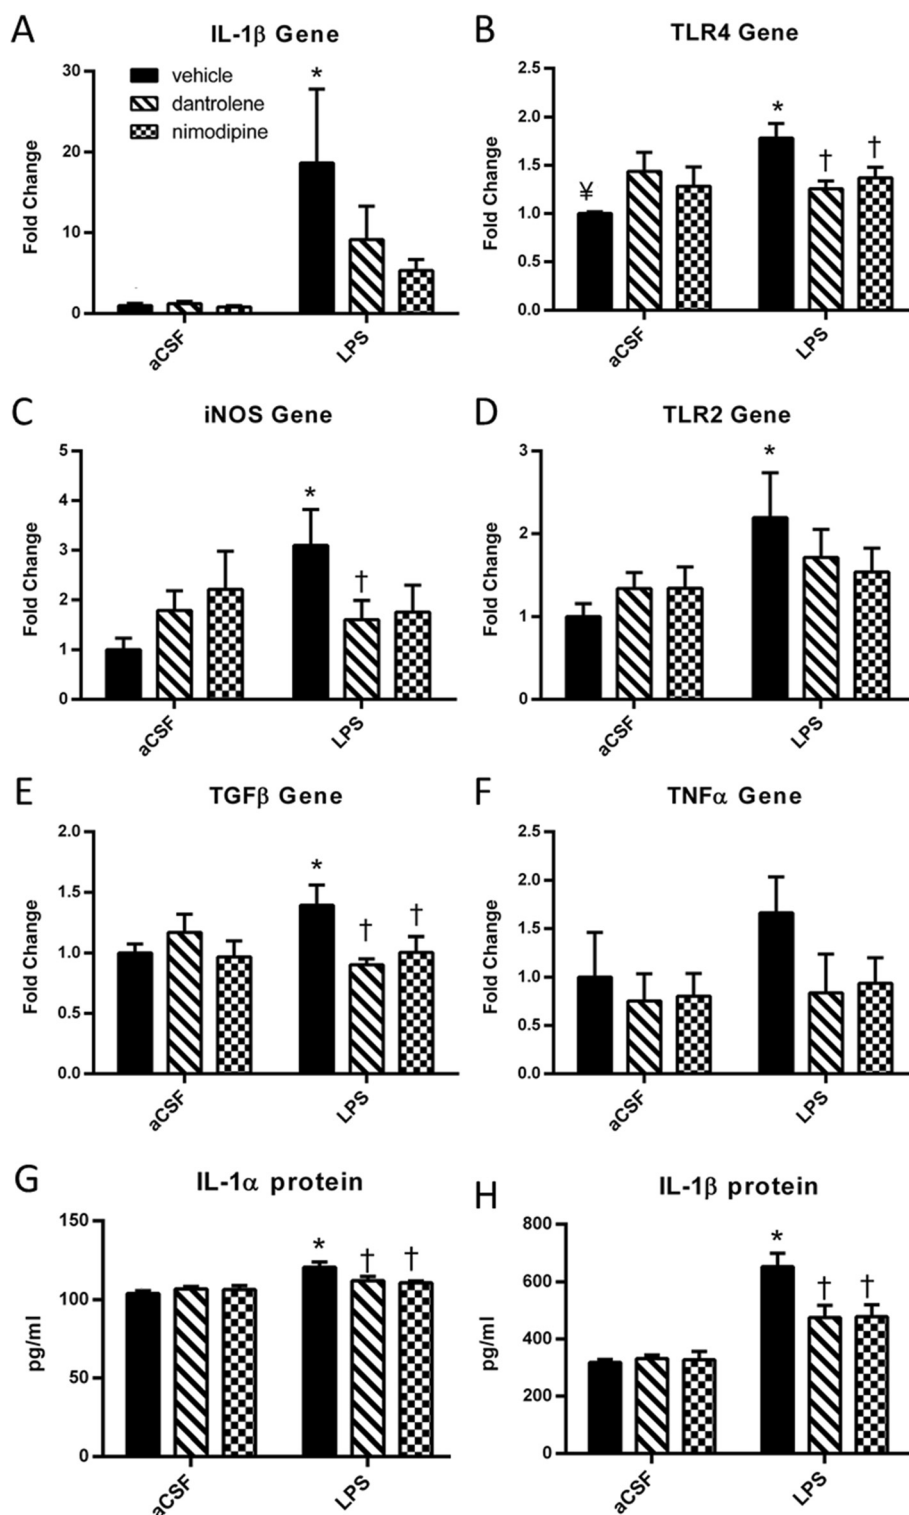 A
IL-1β Gene
Fold Change
30
20
10
0
vehicle
dantrolene
nimodipine
*
aCSF
LPS
B
TLR4 Gene
Fold Change
2.5
2.0
1.5
1.0
0.5
0.0
¥
*
†
†
aCSF
LPS
C
iNOS Gene
Fold Change
5
4
3
2
1
0
*
†
aCSF
LPS
D
TLR2 Gene
Fold Change
3
2
1
0
*
aCSF
LPS
E
TGFβ Gene
Fold Change
2.0
1.5
1.0
0.5
0.0
*
†
†
aCSF
LPS
F
TNFα Gene
Fold Change
2.5
2.0
1.5
1.0
0.5
0.0
aCSF
LPS
G
IL-1α protein
pg/ml
150
100
50
0
*
†
†
aCSF
LPS
H
IL-1β protein
pg/ml
800
600
400
200
0
*
†
†
aCSF
LPS